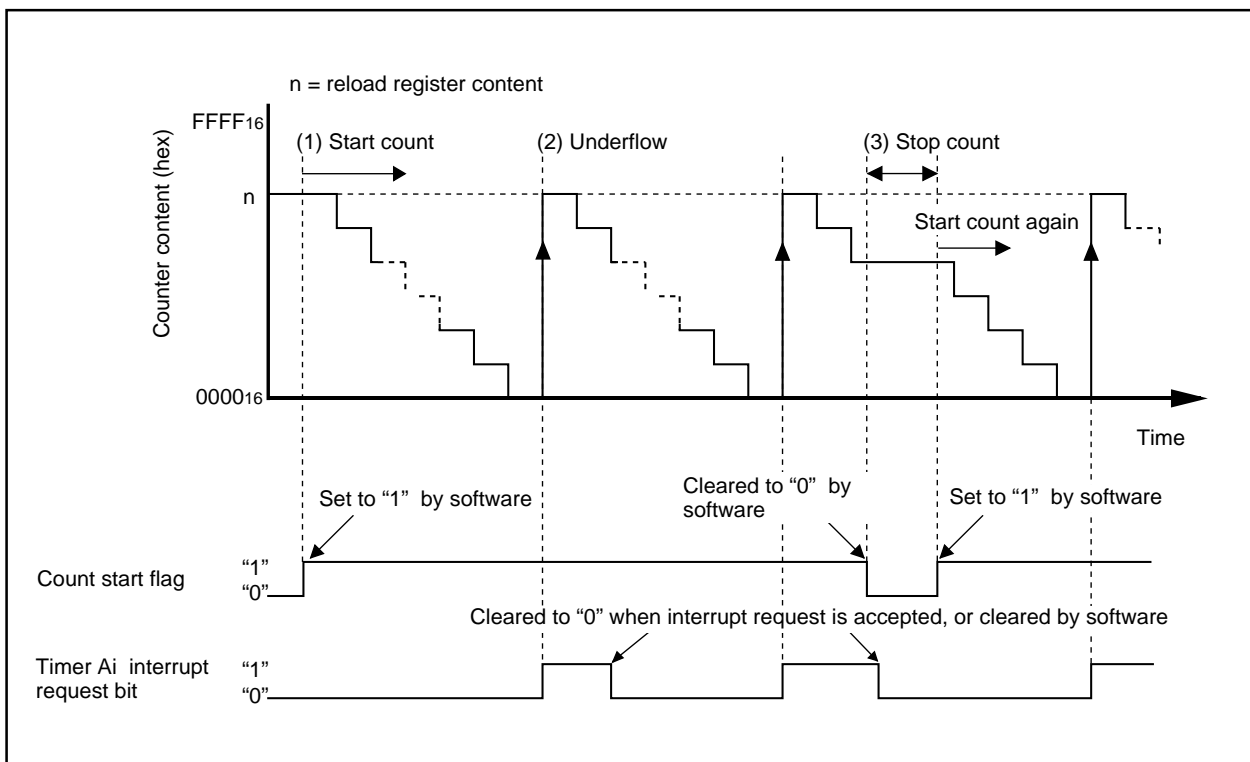 n = reload register content
FFFF16
Counter content (hex)
(1) Start count
(2) Underflow
(3) Stop count
n
Start count again
000016
Time
Set to “1” by software
Cleared to “0” by
software
Set to “1” by software
Count start flag
“1”
“0”
Cleared to “0” when interrupt request is accepted, or cleared by software
Timer Ai interrupt
request bit
“1”
“0”